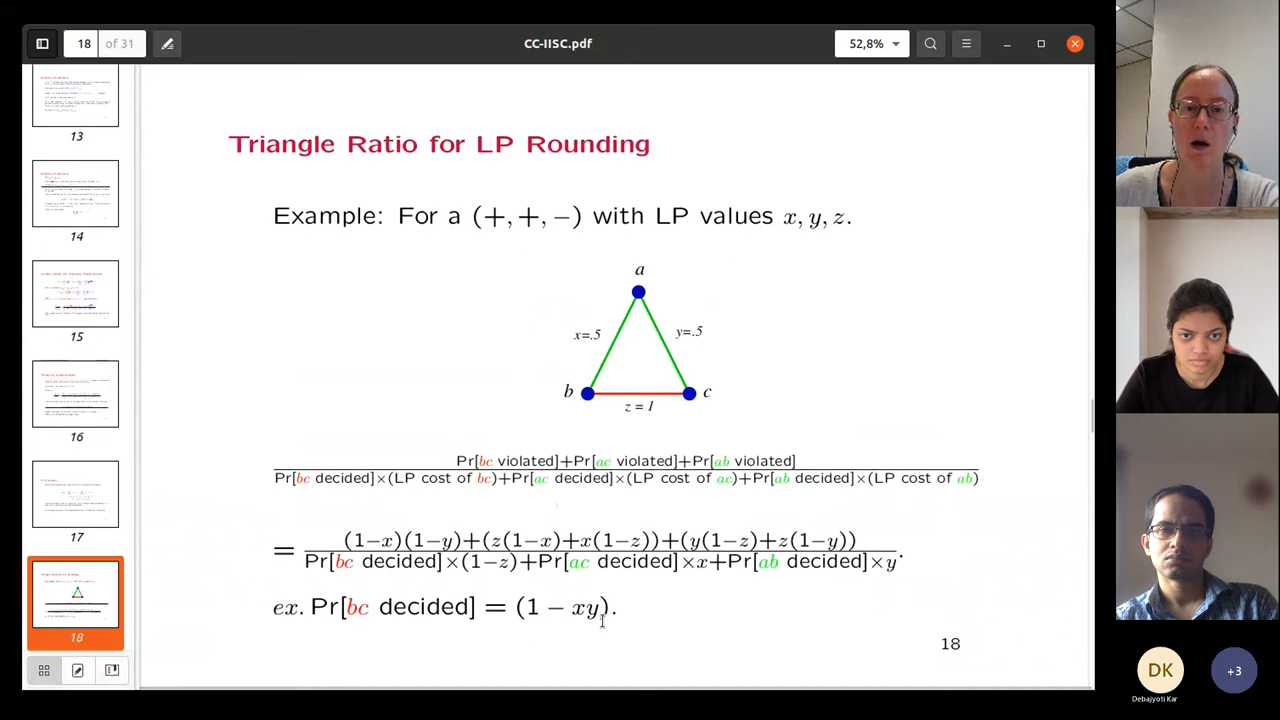 18 of 31
CC-IISC.pdf
52,8%
13
14
15
16
17
18
Triangle Ratio for LP Rounding
Example: For a (+, +, −) with LP values x, y, z.
a
x=.5
y=.5
b
c
z = 1
Pr[bc violated]+Pr[ac violated]+Pr[ab violated]
Pr[bc decided]×(LP cost of bc)+Pr[ac decided]×(LP cost of ac)+Pr[ab decided]×(LP cost of ab)
(1−x)(1−y)+(z(1−x)+x(1−z))+(y(1−z)+z(1−y))
= Pr[bc decided]×(1−z)+Pr[ac decided]×x+Pr[ab decided]×y .
ex. Pr[bc decided] = (1 − xy).
18
DK
Debajyoti Kar
+3